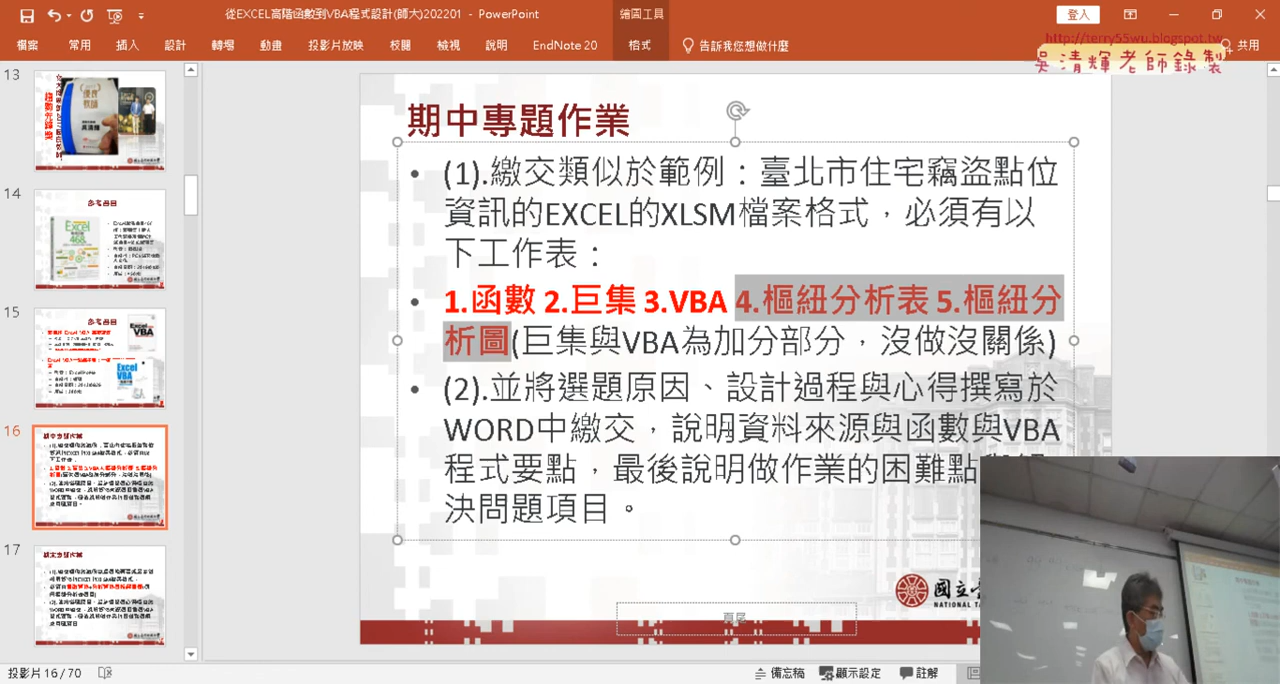 從EXCEL高階函數到VBA程式設計(師大)202201 - PowerPoint
繪圖工具
登入
檔案 常用 插入 設計 轉場 動畫 投影片放映 校閱 檢視 說明 EndNote 20 格式 告訴我您想做什麼 共用
http://terry55wu.blogspot.tw
吳清輝老師錄製
13
14
參考書目
15
參考書目
16
17
期中專題作業
• (1).繳交類似於範例：臺北市住宅竊盜點位
資訊的EXCEL的XLSM檔案格式，必須有以
下工作表：
• 1.函數 2.巨集 3.VBA 4.樞紐分析表 5.樞紐分
析圖(巨集與VBA為加分部分，沒做沒關係)
• (2).並將選題原因、設計過程與心得撰寫於
WORD中繳交，說明資料來源與函數與VBA
程式要點，最後說明做作業的困難點
決問題項目。
頁尾
國立
NATIONAL
投影片 16 / 70
備忘稿 顯示設定 註解